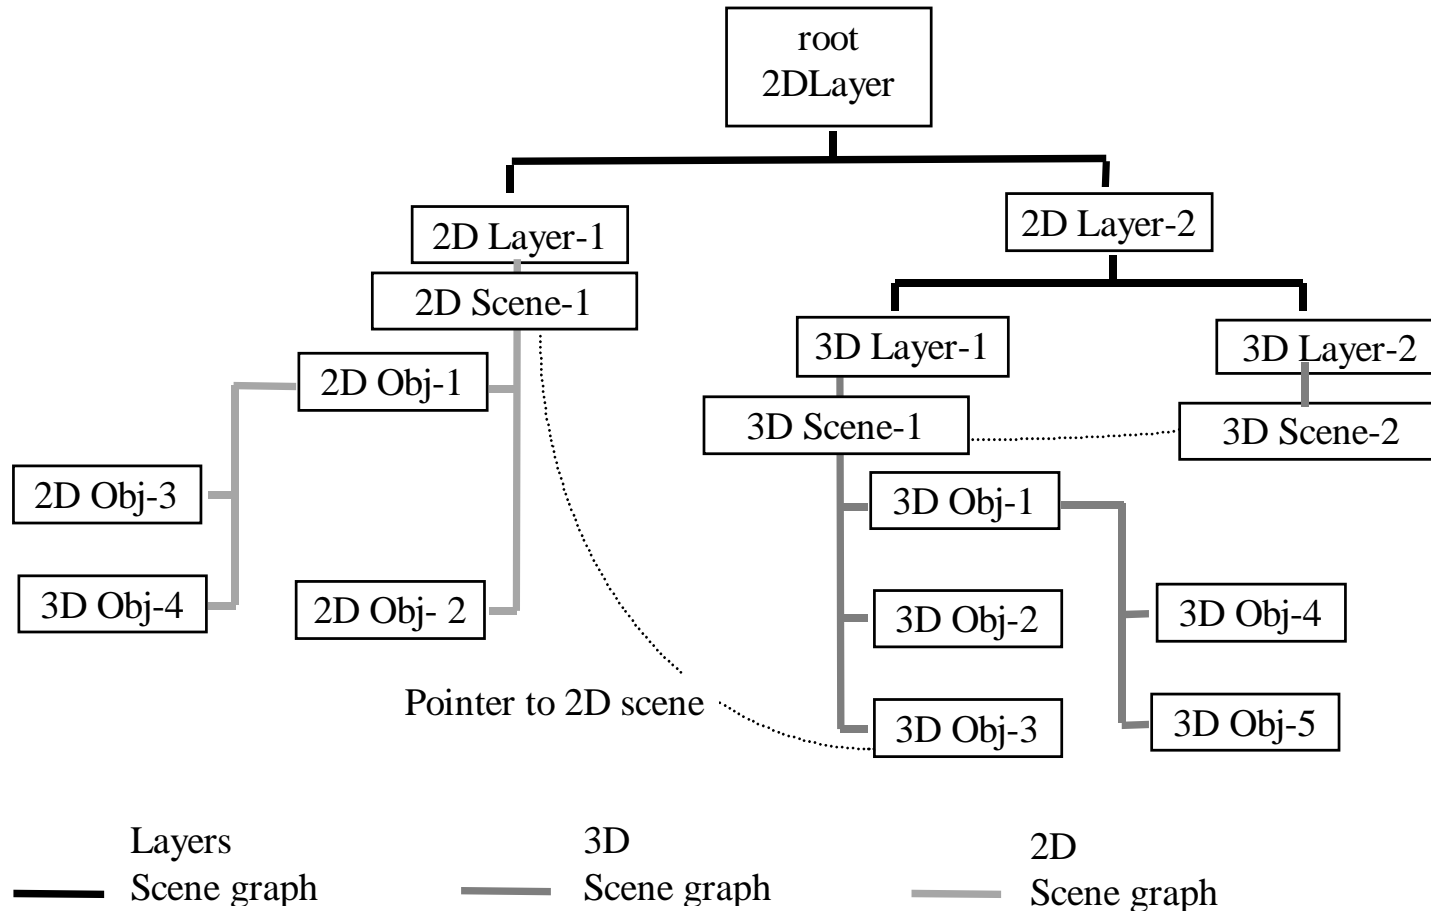 root
2DLayer
2D Layer-1
2D Layer-2
2D Scene-1
3D Layer-1
3D Layer-2
2D Obj-1
3D Scene-1
3D Scene-2
2D Obj-3
3D Obj-1
3D Obj-4
2D Obj- 2
3D Obj-2
3D Obj-4
Pointer to 2D scene
3D Obj-3
3D Obj-5
Layers
Scene graph
3D
Scene graph
2D
Scene graph